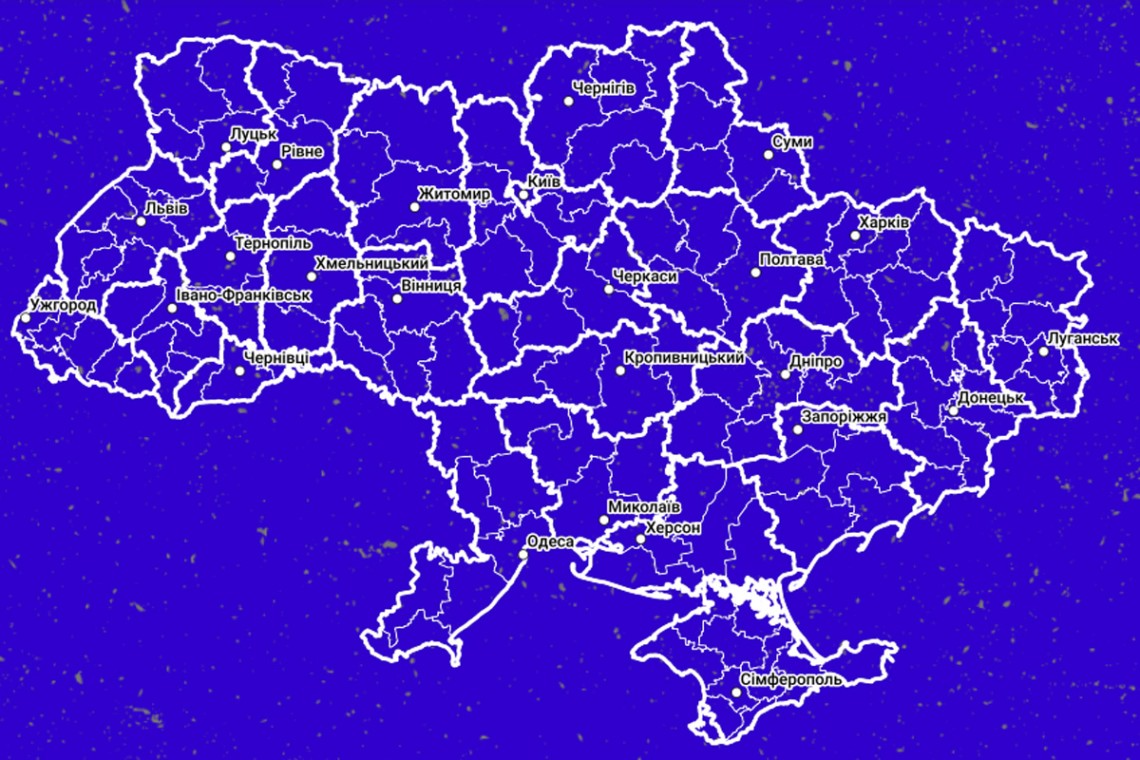 Чернігів
Луцьк
Рівне
Суми
Київ
Житомир
Львів
Харків
Тернопіль
Хмельницький
Полтава
Черкаси
Вінниця
Івано-Франківськ
Ужгород
Луганськ
Чернівці
Кропивницький
Дніпро
Донецьк
Запоріжжя
Миколаїв
Херсон
Одеса
Сімферополь